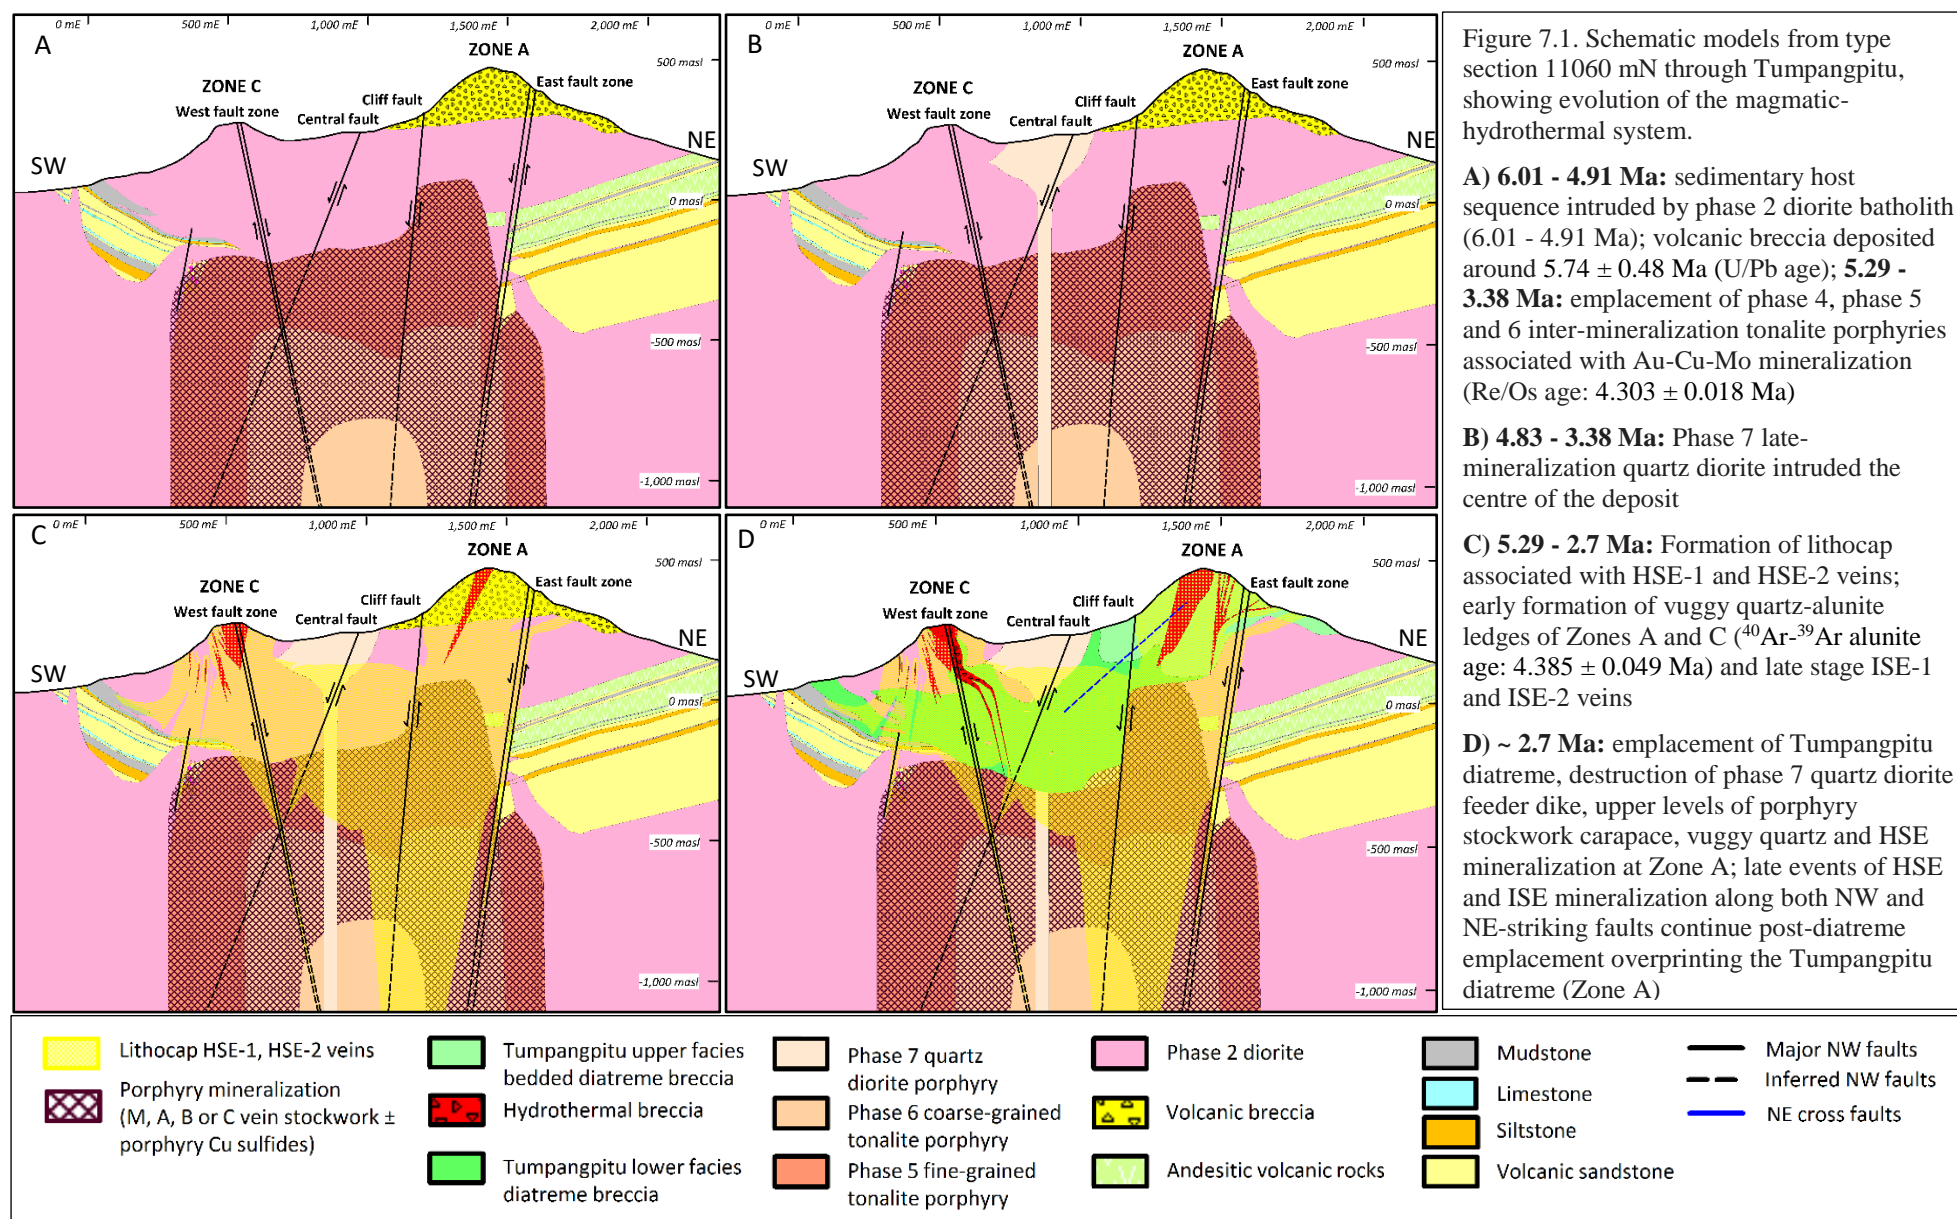 A
0 mE
500 mE
1,000 mE
1,500 mE
2,000 mE
ZONE A
500 masl
ZONE C
East fault zone
West fault zone
Cliff fault
Central fault
NE
SW
0 masl
-500 masl
-1,000 masl
B
0 mE
500 mE
1,000 mE
1,500 mE
2,000 mE
ZONE A
500 masl
ZONE C
East fault zone
West fault zone
Cliff fault
Central fault
NE
SW
0 masl
-500 masl
-1,000 masl
Figure 7.1. Schematic models from type
section 11060 mN through Tumpangpitu,
showing evolution of the magmatic-
hydrothermal system.
A) 6.01 - 4.91 Ma: sedimentary host
sequence intruded by phase 2 diorite batholith
(6.01 - 4.91 Ma); volcanic breccia deposited
around 5.74 ± 0.48 Ma (U/Pb age); 5.29 -
3.38 Ma: emplacement of phase 4, phase 5
and 6 inter-mineralization tonalite porphyries
associated with Au-Cu-Mo mineralization
(Re/Os age: 4.303 ± 0.018 Ma)
B) 4.83 - 3.38 Ma: Phase 7 late-
mineralization quartz diorite intruded the
centre of the deposit
C) 5.29 - 2.7 Ma: Formation of lithocap
associated with HSE-1 and HSE-2 veins;
early formation of vuggy quartz-alunite
ledges of Zones A and C (⁴⁰Ar-³⁹Ar alunite
age: 4.385 ± 0.049 Ma) and late stage ISE-1
and ISE-2 veins
D) ~ 2.7 Ma: emplacement of Tumpangpitu
diatreme, destruction of phase 7 quartz diorite
feeder dike, upper levels of porphyry
stockwork carapace, vuggy quartz and HSE
mineralization at Zone A; late events of HSE
and ISE mineralization along both NW and
NE-striking faults continue post-diatreme
emplacement overprinting the Tumpangpitu
diatreme (Zone A)
C
0 mE
500 mE
1,000 mE
1,500 mE
2,000 mE
ZONE A
500 masl
ZONE C
East fault zone
West fault zone
Cliff fault
Central fault
NE
SW
0 masl
-500 masl
-1,000 masl
D
0 mE
500 mE
1,000 mE
1,500 mE
2,000 mE
ZONE A
500 masl
ZONE C
East fault zone
West fault zone
Cliff fault
Central fault
NE
SW
0 masl
-500 masl
-1,000 masl
Lithocap HSE-1, HSE-2 veins
Porphyry mineralization
(M, A, B or C vein stockwork ±
porphyry Cu sulfides)
Tumpangpitu upper facies
bedded diatreme breccia
Hydrothermal breccia
Tumpangpitu lower facies
diatreme breccia
Phase 7 quartz
diorite porphyry
Phase 6 coarse-grained
tonalite porphyry
Phase 5 fine-grained
tonalite porphyry
Phase 2 diorite
Volcanic breccia
Andesitic volcanic rocks
Mudstone
Limestone
Siltstone
Volcanic sandstone
Major NW faults
Inferred NW faults
NE cross faults